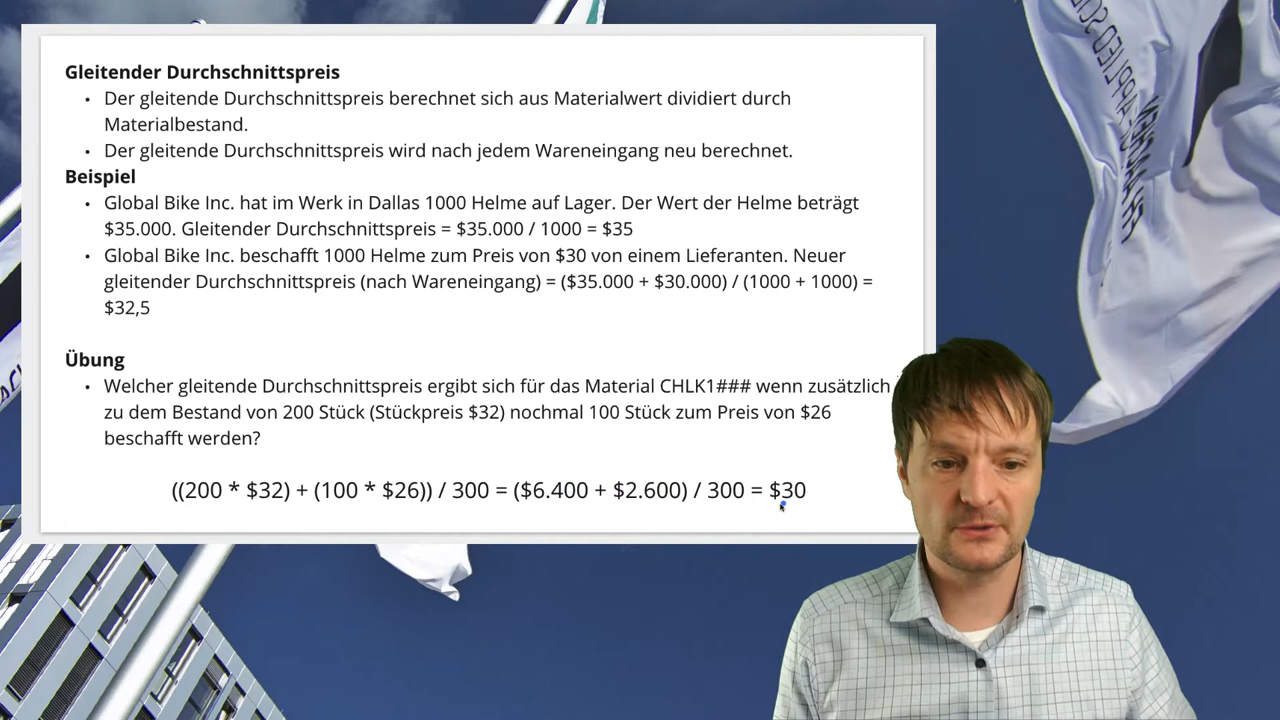 Gleitender Durchschnittspreis
• Der gleitende Durchschnittspreis berechnet sich aus Materialwert dividiert durch
Materialbestand.
• Der gleitende Durchschnittspreis wird nach jedem Wareneingang neu berechnet.
Beispiel
• Global Bike Inc. hat im Werk in Dallas 1000 Helme auf Lager. Der Wert der Helme beträgt
$35.000. Gleitender Durchschnittspreis = $35.000 / 1000 = $35
• Global Bike Inc. beschafft 1000 Helme zum Preis von $30 von einem Lieferanten. Neuer
gleitender Durchschnittspreis (nach Wareneingang) = ($35.000 + $30.000) / (1000 + 1000) =
$32,5
Übung
• Welcher gleitende Durchschnittspreis ergibt sich für das Material CHLK1### wenn zusätzlich
zu dem Bestand von 200 Stück (Stückpreis $32) nochmal 100 Stück zum Preis von $26
beschafft werden?
((200 * $32) + (100 * $26)) / 300 = ($6.400 + $2.600) / 300 = $30
FH AACHEN